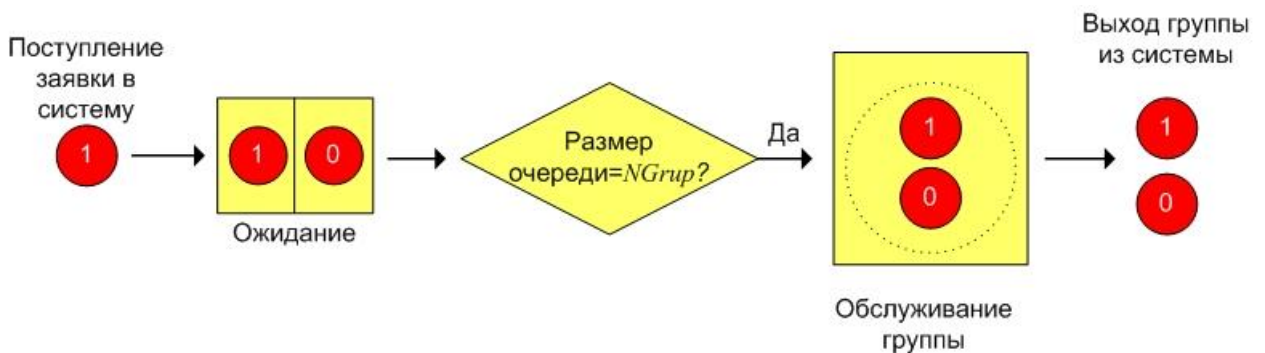 Поступление
заявки в
систему
1
1
0
Ожидание
Размер
очереди=NGrup?
Да
1
0
Обслуживание
группы
Выход группы
из системы
1
0